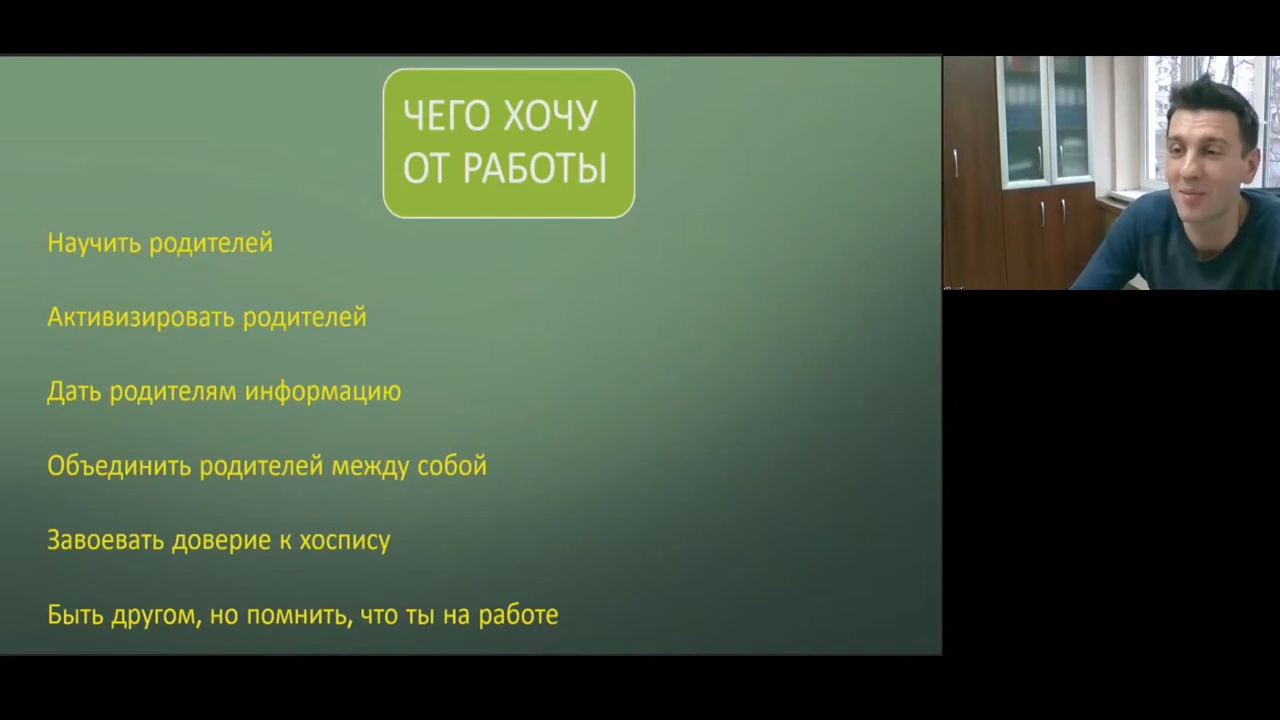 ЧЕГО ХОЧУ
ОТ РАБОТЫ
Научить родителей
Активизировать родителей
Дать родителям информацию
Объединить родителей между собой
Завоевать доверие к хоспису
Быть другом, но помнить, что ты на работе